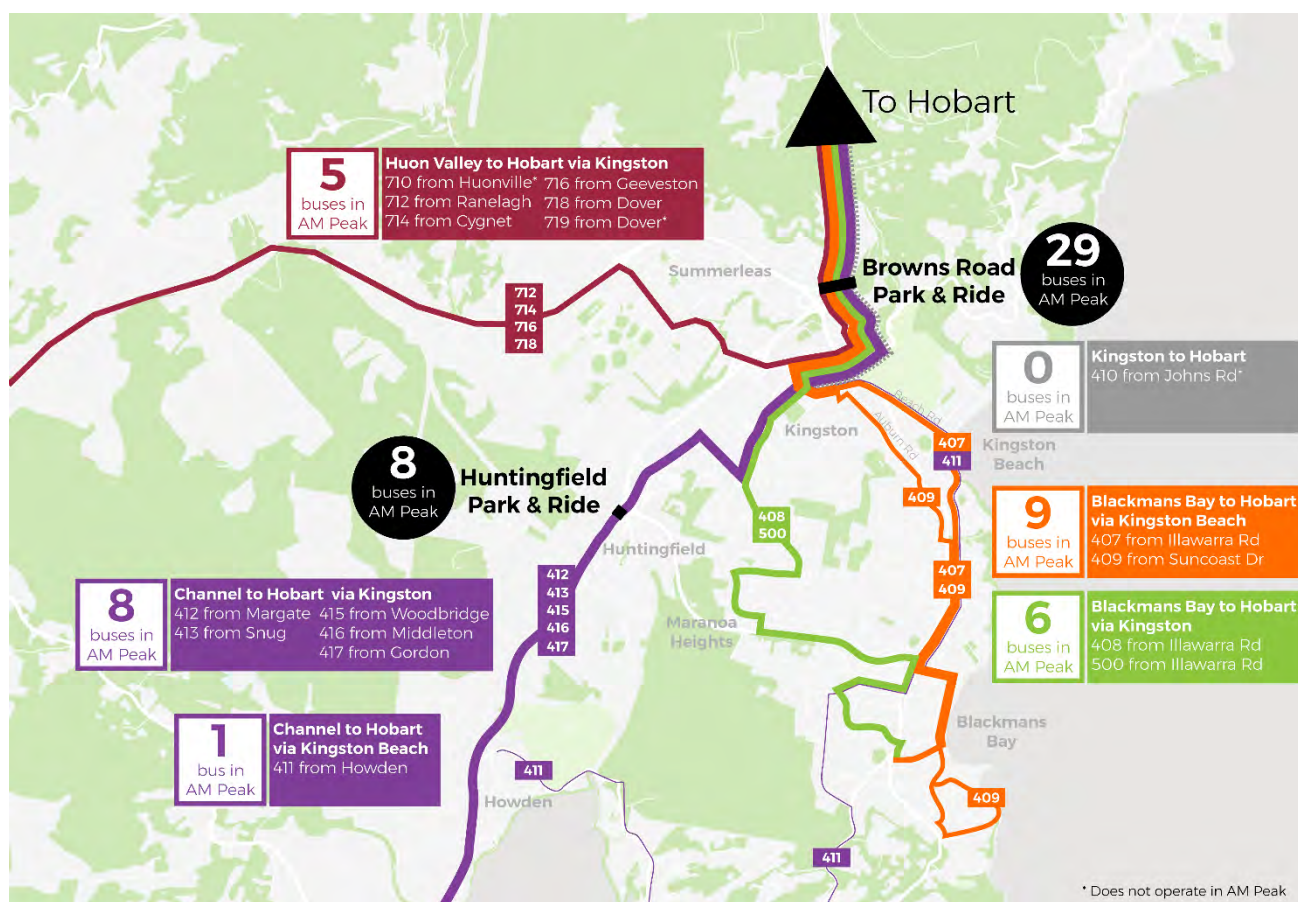 To Hobart
5
buses in
AM Peak
Huon Valley to Hobart via Kingston
710 from Huonville* 716 from Geeveston
712 from Ranelagh 718 from Dover
714 from Cygnet 719 from Dover*
Summerleas
Browns Road
Park & Ride
29
buses in
AM Peak
712
714
716
718
0
buses in
AM Peak
Kingston to Hobart
410 from Johns Rd*
Beach Rd
Auburn Rd
Kingston
407
411
Kingston
Beach
8
buses in
AM Peak
Huntingfield
Park & Ride
409
408
500
9
buses in
AM Peak
Blackmans Bay to Hobart
via Kingston Beach
407 from Illawarra Rd
409 from Suncoast Dr
Huntingfield
412
413
415
416
417
407
409
8
buses in
AM Peak
Channel to Hobart via Kingston
412 from Margate 415 from Woodbridge
413 from Snug 416 from Middleton
417 from Gordon
Maranoa
Heights
6
buses in
AM Peak
Blackmans Bay to Hobart
via Kingston
408 from Illawarra Rd
500 from Illawarra Rd
1
bus in
AM Peak
Channel to Hobart
via Kingston Beach
411 from Howden
Blackmans
Bay
411
Howden
409
411
* Does not operate in AM Peak